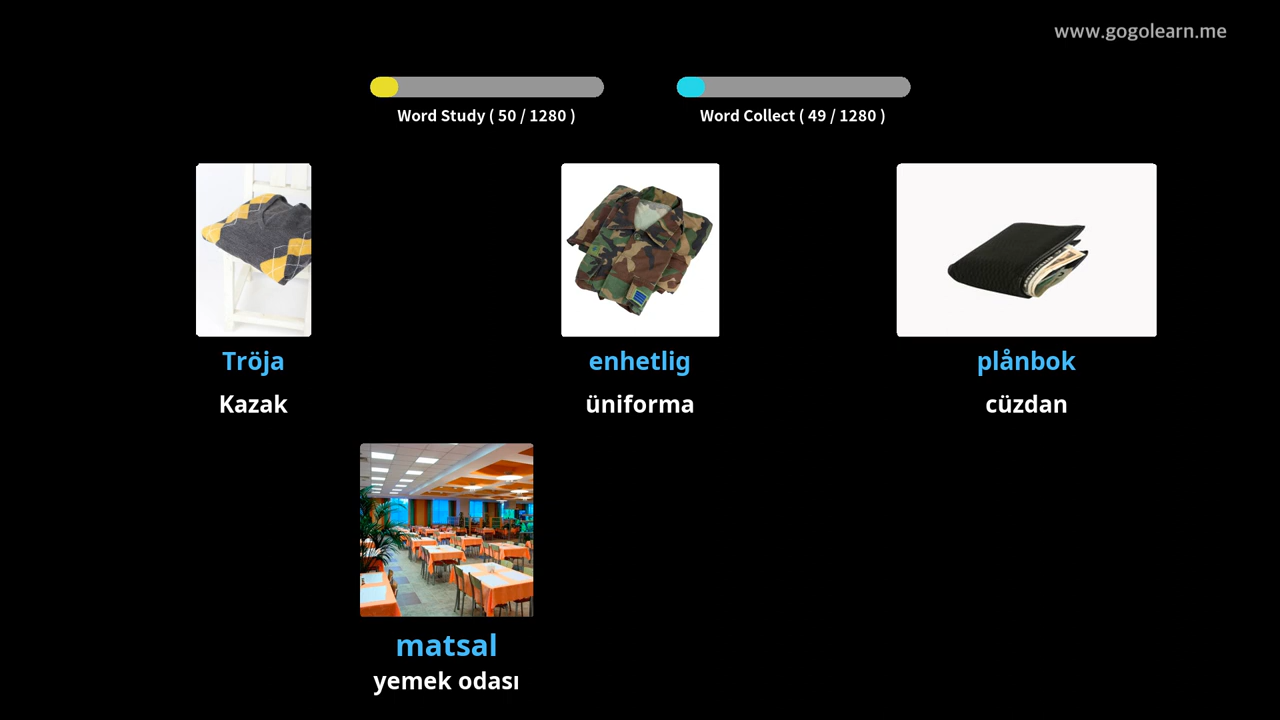 www.gogolearn.me
Word Study ( 50 / 1280 )
Word Collect ( 49 / 1280 )
Tröja
enhetlig
plånbok
Kazak
üniforma
cüzdan
matsal
yemek odası